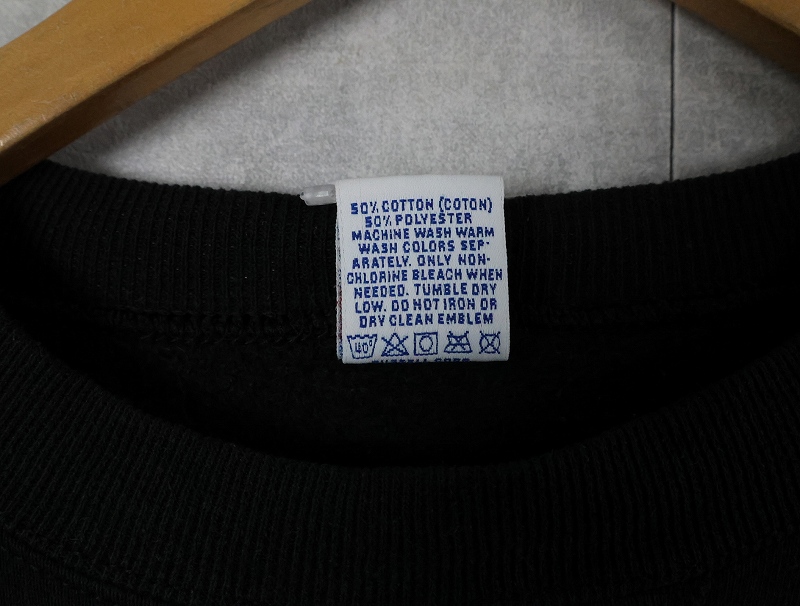 50% COTTON (COTON)
50% POLYESTER
MACHINE WASH WARM
WASH COLORS SEP-
ARATELY. ONLY NON-
CHLORINE BLEACH WHEN
NEEDED. TUMBLE DRY
LOW. DO NOT IRON OR
DRY CLEAN EMBLEM
40°